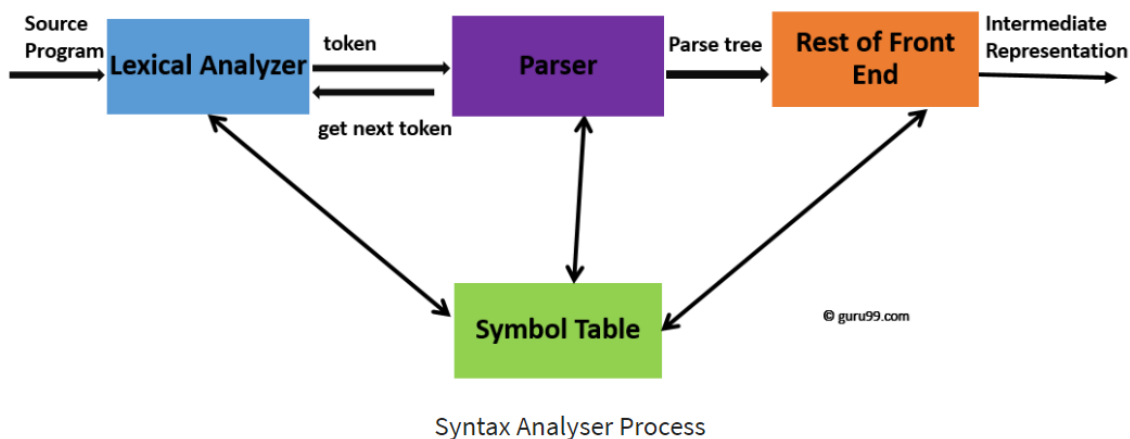 Source
Program
Lexical Analyzer
token
get next token
Parser
Parse tree
Rest of Front
End
Intermediate
Representation
Symbol Table
© guru99.com
Syntax Analyser Process